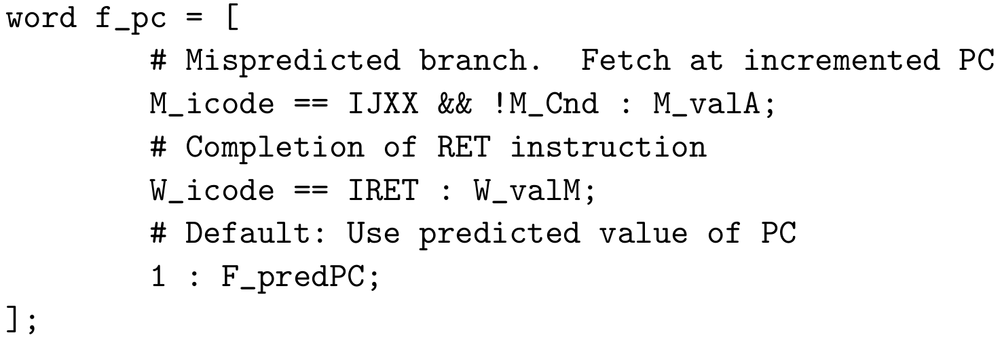 word f_pc = [
        # Mispredicted branch.  Fetch at incremented PC
        M_icode == IJXX && !M_Cnd : M_valA;
        # Completion of RET instruction
        W_icode == IRET : W_valM;
        # Default: Use predicted value of PC
        1 : F_predPC;
];